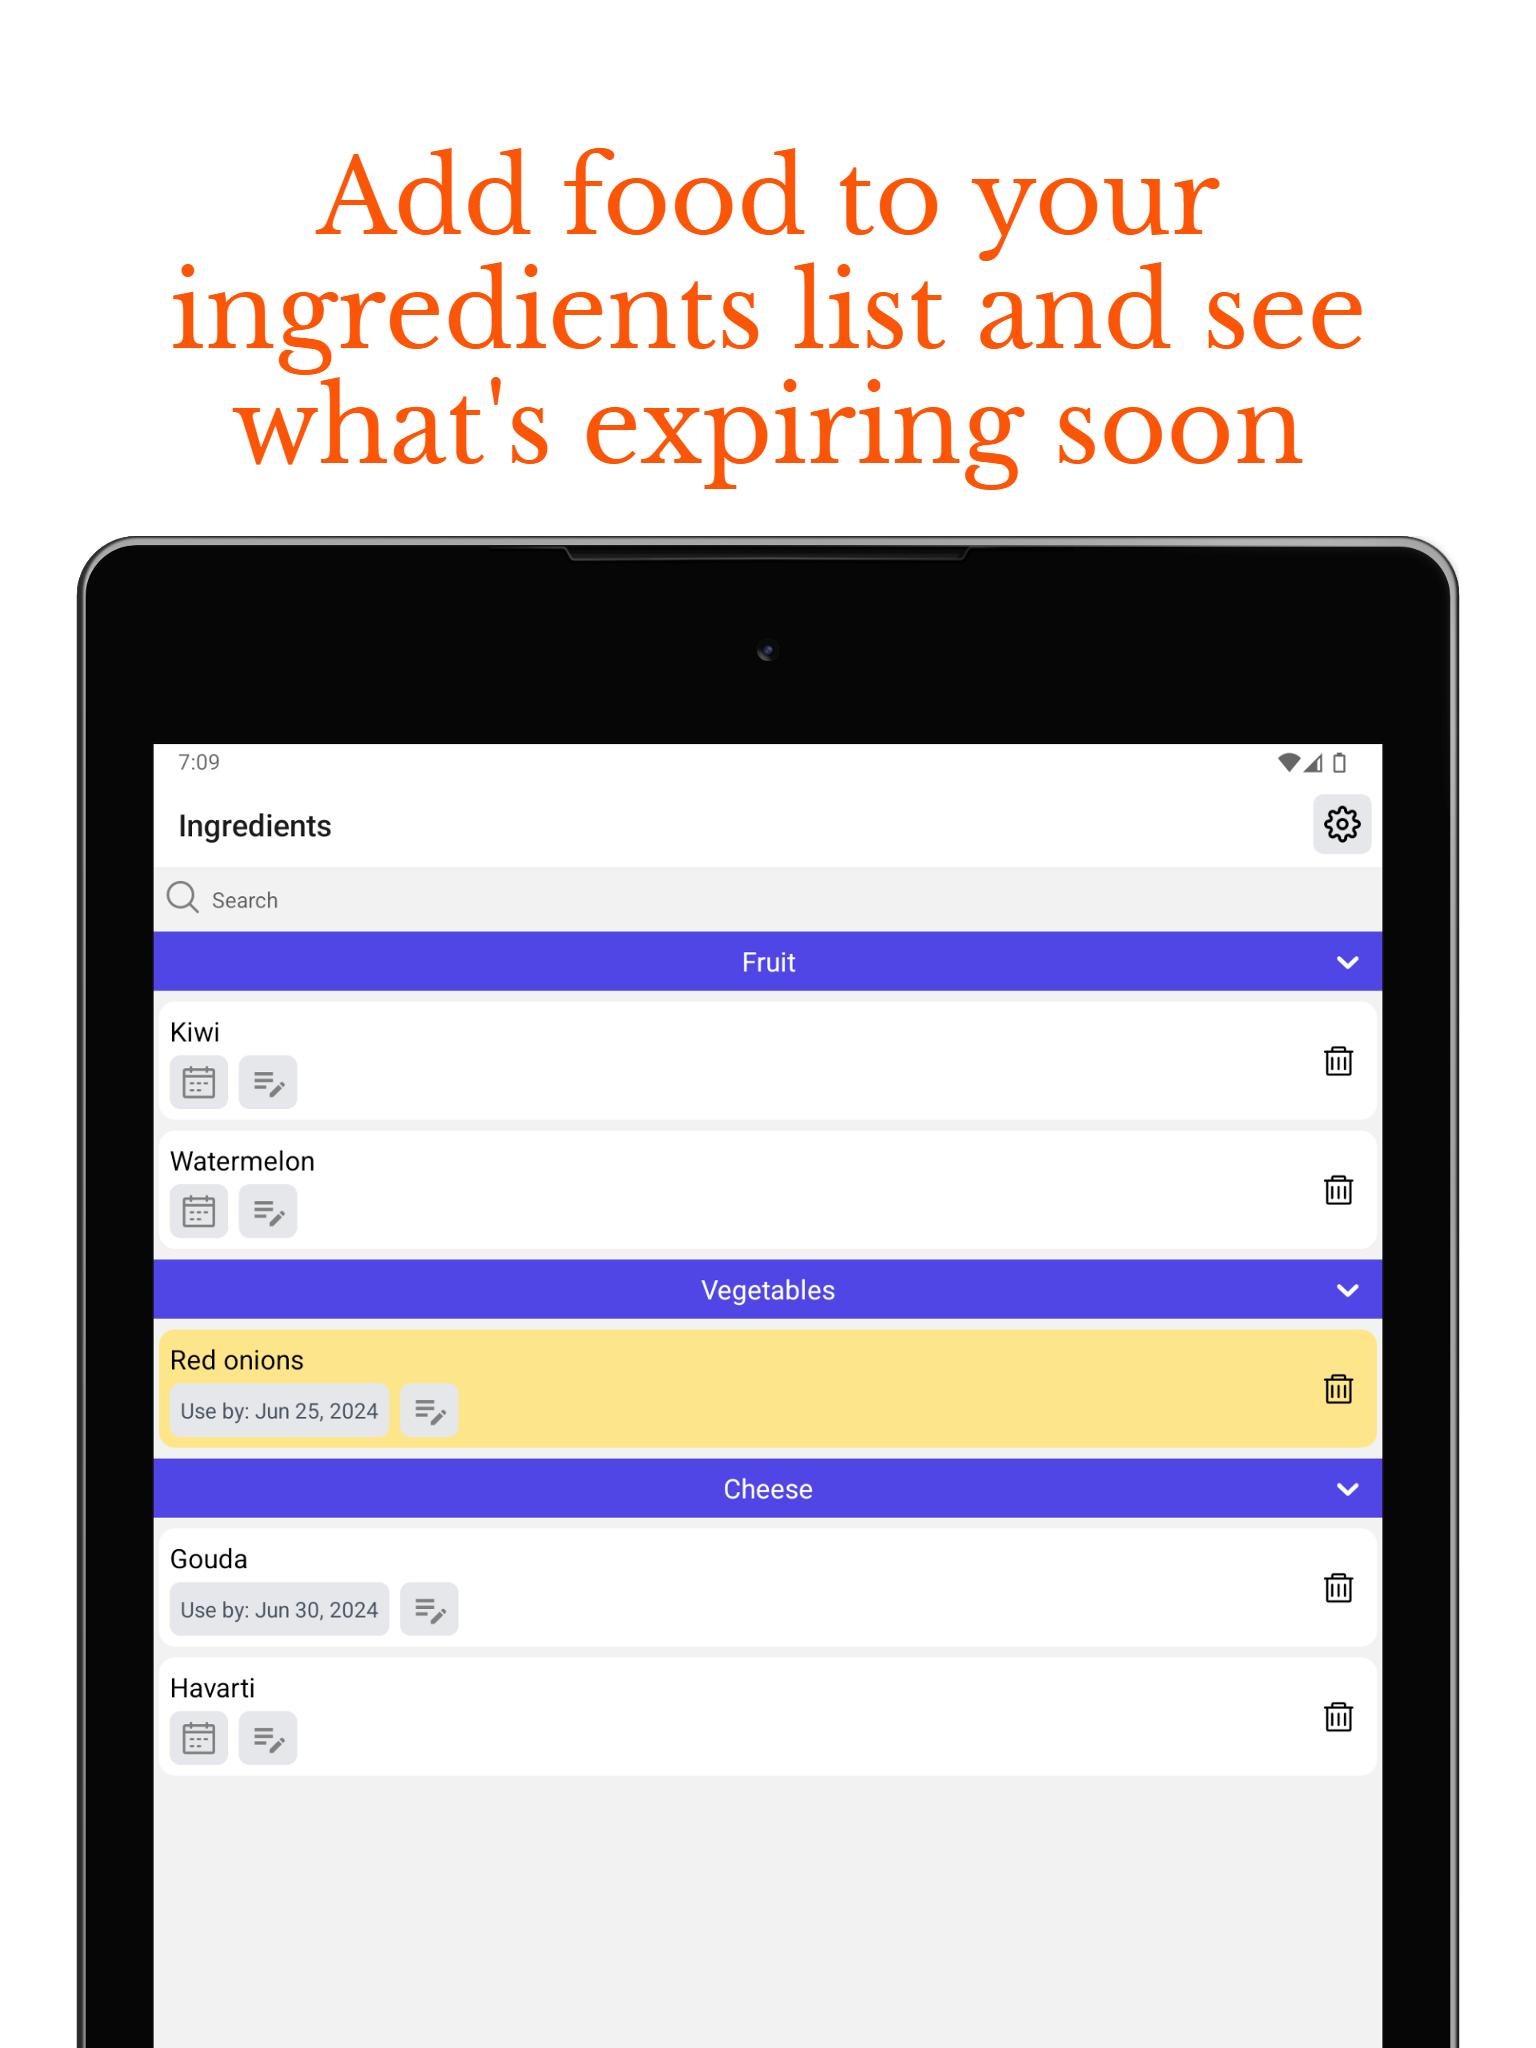 Add food to your
ingredients list and see
what's expiring soon
7:09
Ingredients
Search
Fruit
Kiwi
Watermelon
Vegetables
Red onions
Use by: Jun 25, 2024
Cheese
Gouda
Use by: Jun 30, 2024
Havarti